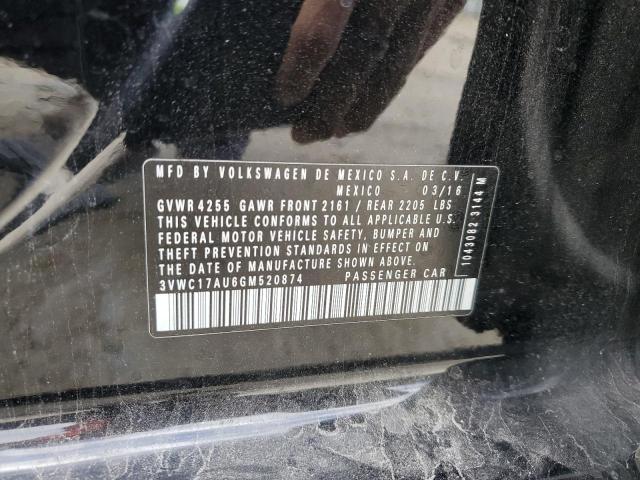 MFD BY VOLKSWAGEN DE MEXICO S.A. DE C.V.
MEXICO 03/16
GVWR 4255 GAWR FRONT 2161 / REAR 2205 LBS
THIS VEHICLE CONFORMS TO ALL APPLICABLE U.S.
FEDERAL MOTOR VEHICLE SAFETY, BUMPER AND
THEFT PREVENTION STANDARDS IN EFFECT ON
THE DATE OF MANUFACTURE SHOWN ABOVE.
3VWC17AU6GM520874 PASSENGER CAR
1043082 3144 M